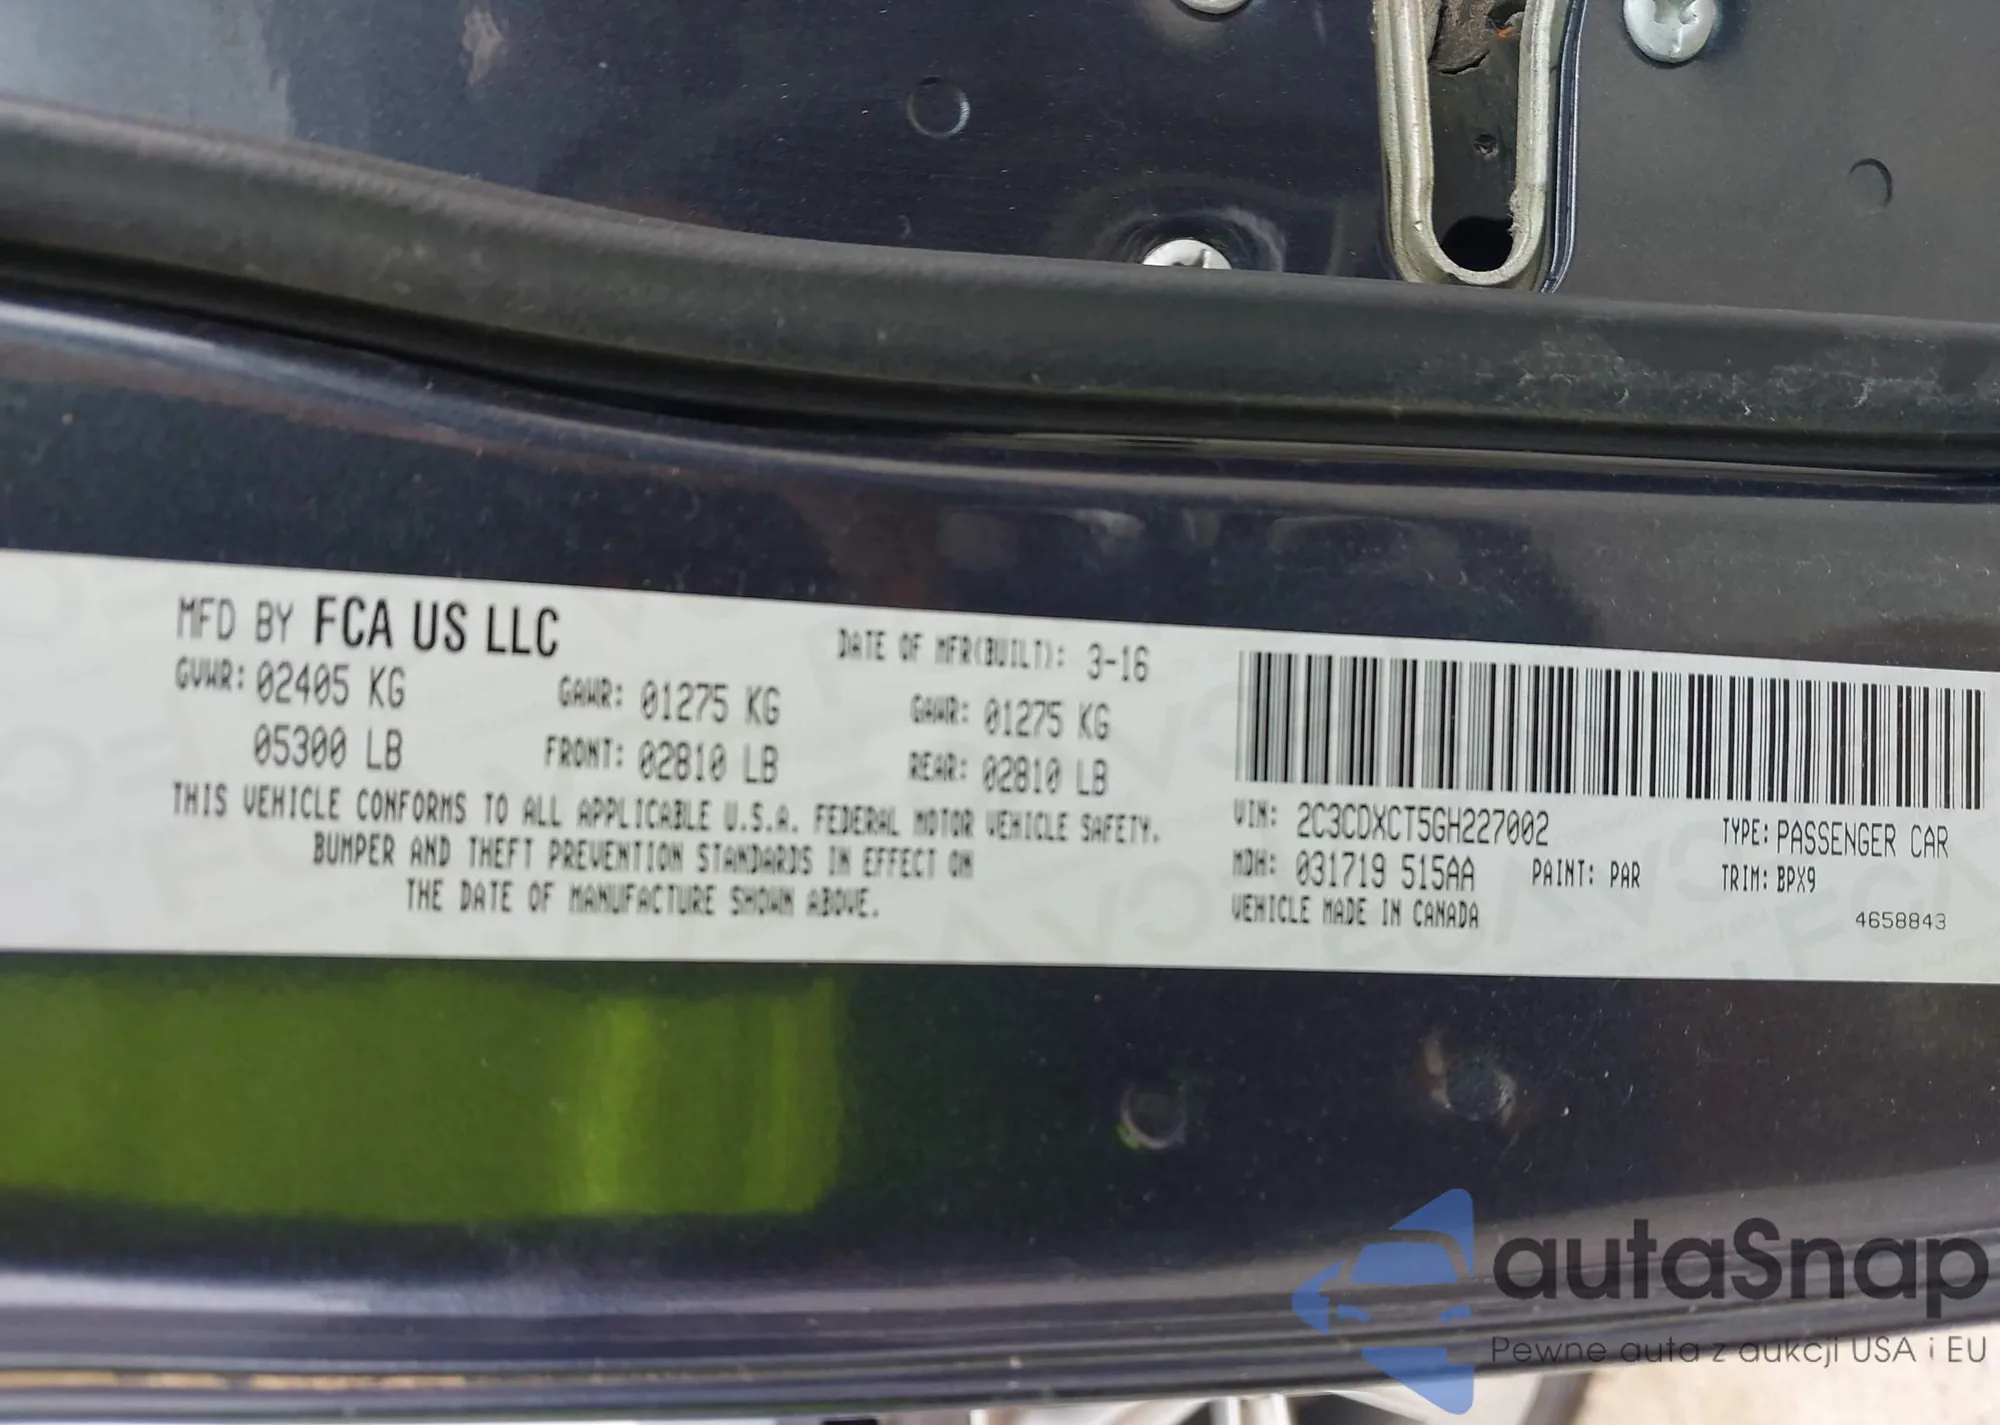 MFD BY FCA US LLC
DATE OF MFR(BUILT): 3-16
GVWR: 02405 KG
GAWR: 01275 KG
GAWR: 01275 KG
05300 LB
FRONT: 02810 LB
REAR: 02810 LB
THIS VEHICLE CONFORMS TO ALL APPLICABLE U.S.A. FEDERAL MOTOR VEHICLE SAFETY.
BUMPER AND THEFT PREVENTION STANDARDS IN EFFECT ON
THE DATE OF MANUFACTURE SHOWN ABOVE.
VIN: 2C3CDXCT5GH227002
TYPE: PASSENGER CAR
MDH: 031719 515AA
PAINT: PAR
TRIM: BPX9
VEHICLE MADE IN CANADA
4658843
autaSnap
Pewne auta z aukcji USA i EU